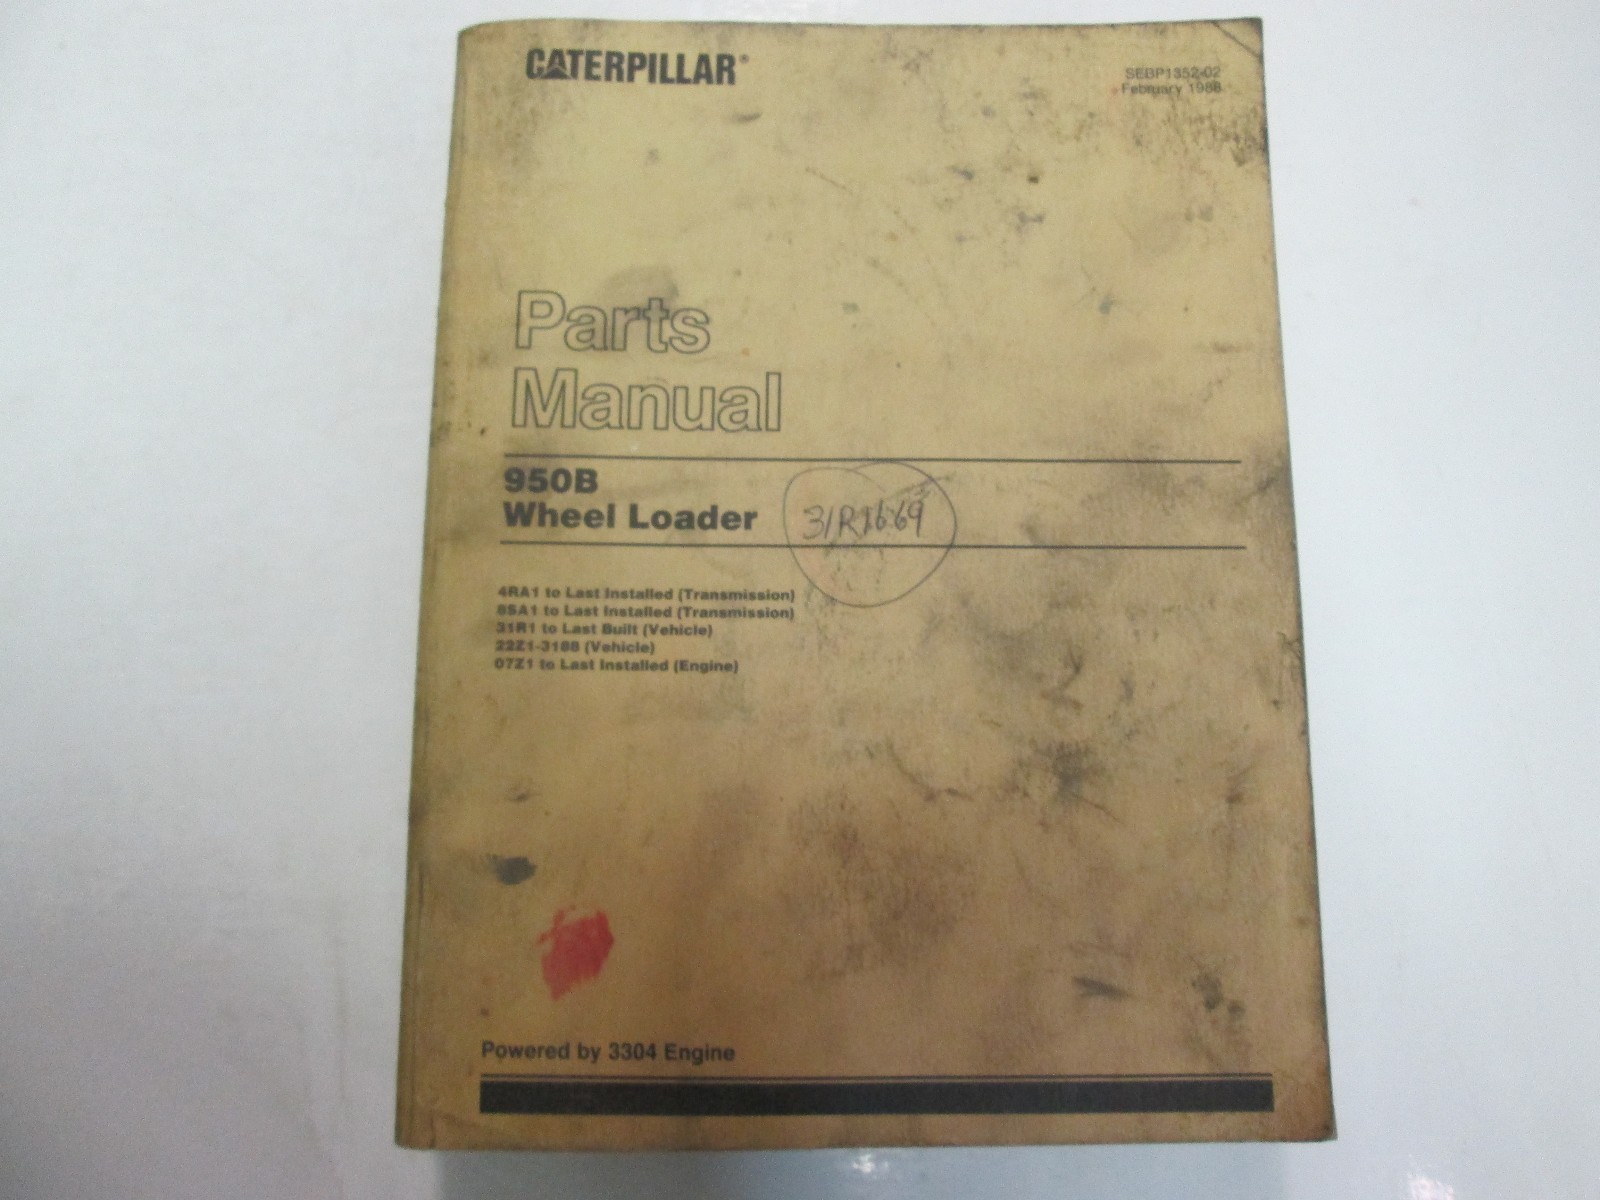 CATERPILLAR®
SEBP1352-02
February 1988
Parts
Manual
950B
Wheel Loader
31R1669
4RA1 to Last Installed (Transmission)
8SA1 to Last Installed (Transmission)
31R1 to Last Built (Vehicle)
22Z1-3188 (Vehicle)
07Z1 to Last Installed (Engine)
Powered by 3304 Engine